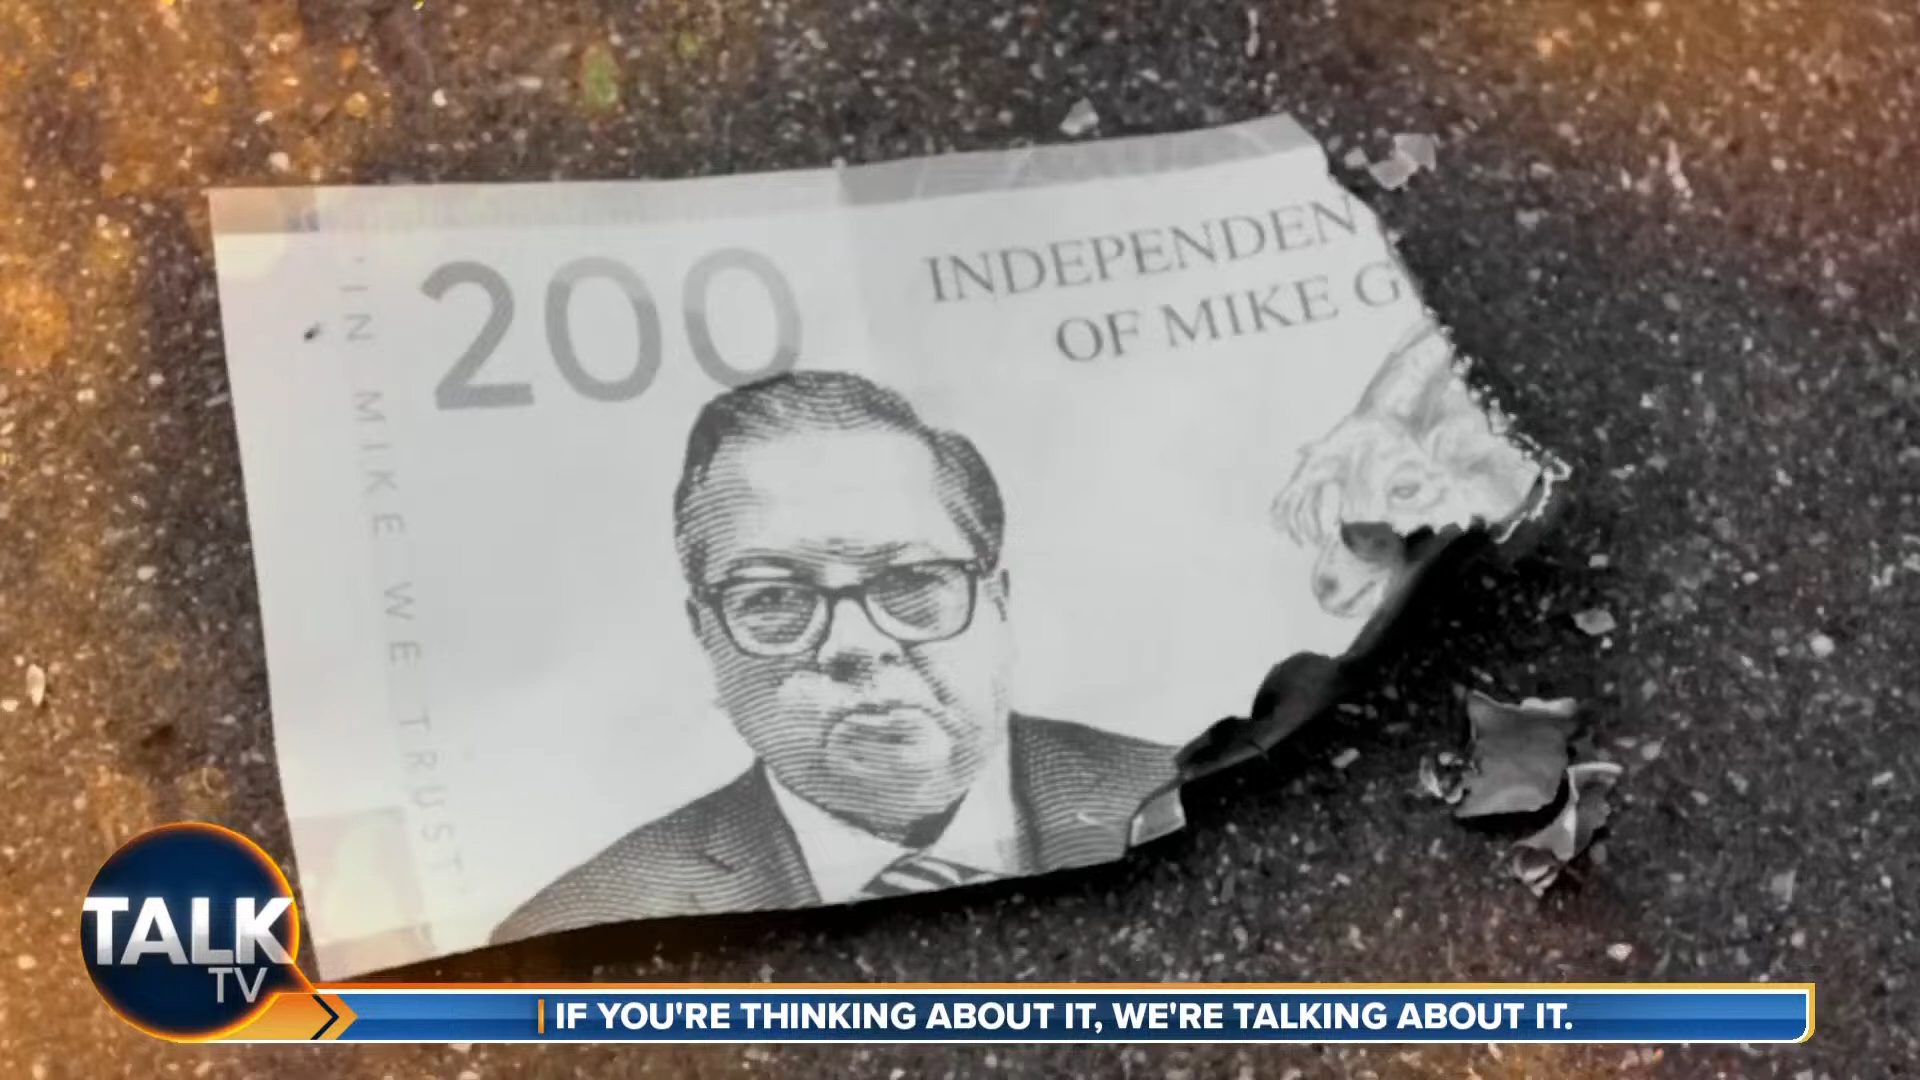 200
INDEPENDEN
OF MIKE G
'IN MIKE WE TRUST'
TALK
TV
IF YOU'RE THINKING ABOUT IT, WE'RE TALKING ABOUT IT.